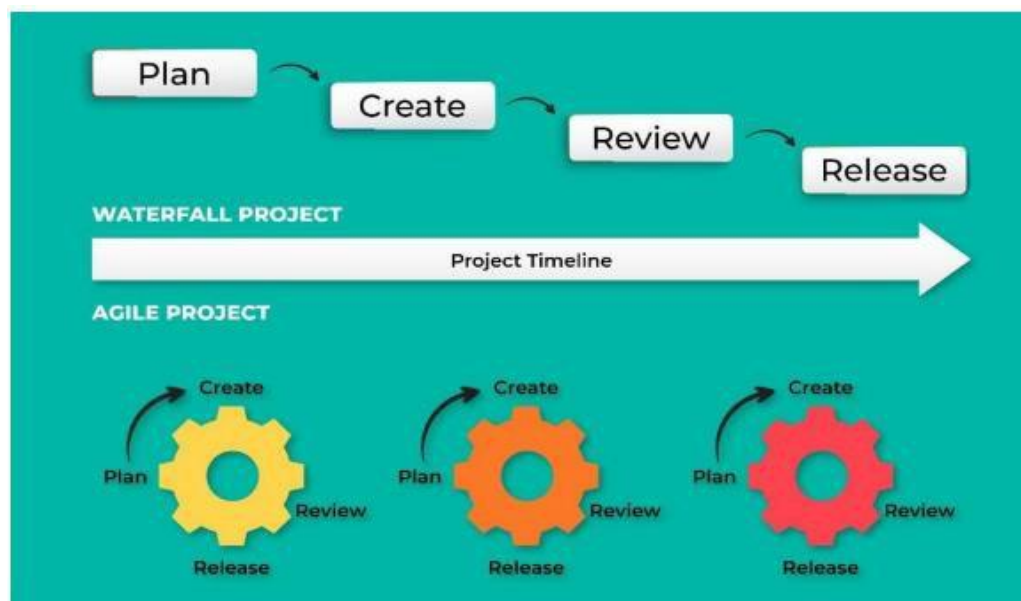 Plan
Create
Review
Release
WATERFALL PROJECT
Project Timeline
AGILE PROJECT
Create
Plan
Review
Release
Create
Plan
Review
Release
Create
Plan
Review
Release